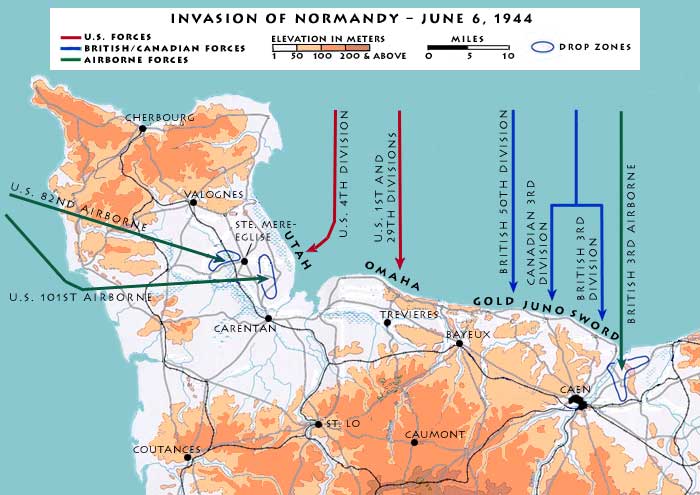 INVASION OF NORMANDY – JUNE 6, 1944
U.S. FORCES
BRITISH/CANADIAN FORCES
AIRBORNE FORCES
ELEVATION IN METERS
1 50 100 200 & ABOVE
MILES
0 5 10
DROP ZONES
CHERBOURG
VALOGNES
U.S. 82ND AIRBORNE
STE. MERE-
EGLISE
U.S. 101ST AIRBORNE
CARENTAN
UTAH
U.S. 4TH DIVISION
U.S. 1ST AND
29TH DIVISIONS
OMAHA
TREVIERES
BRITISH 50TH DIVISION
CANADIAN 3RD
DIVISION
BRITISH 3RD
DIVISION
BRITISH 3RD AIRBORNE
GOLD JUNO SWORD
BAYEUX
CAEN
ST. LO
CAUMONT
COUTANCES